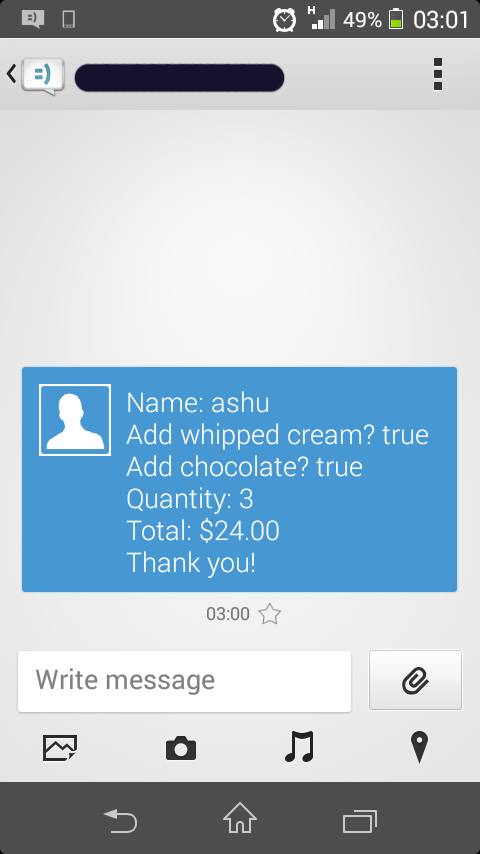 H
49% 03:01
Name: ashu
Add whipped cream? true
Add chocolate? true
Quantity: 3
Total: $24.00
Thank you!
03:00
Write message